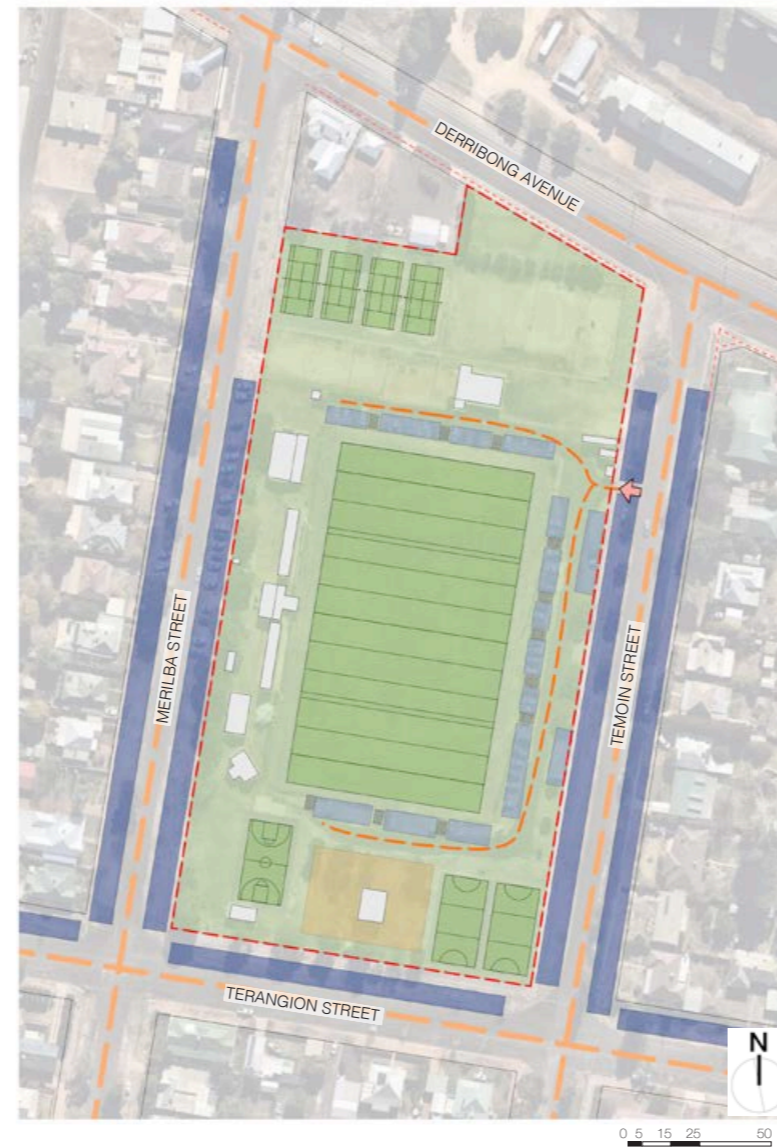 DERRIBONG AVENUE
MERILBA STREET
TEMOIN STREET
TERANGION STREET
N
0 5 15 25 50